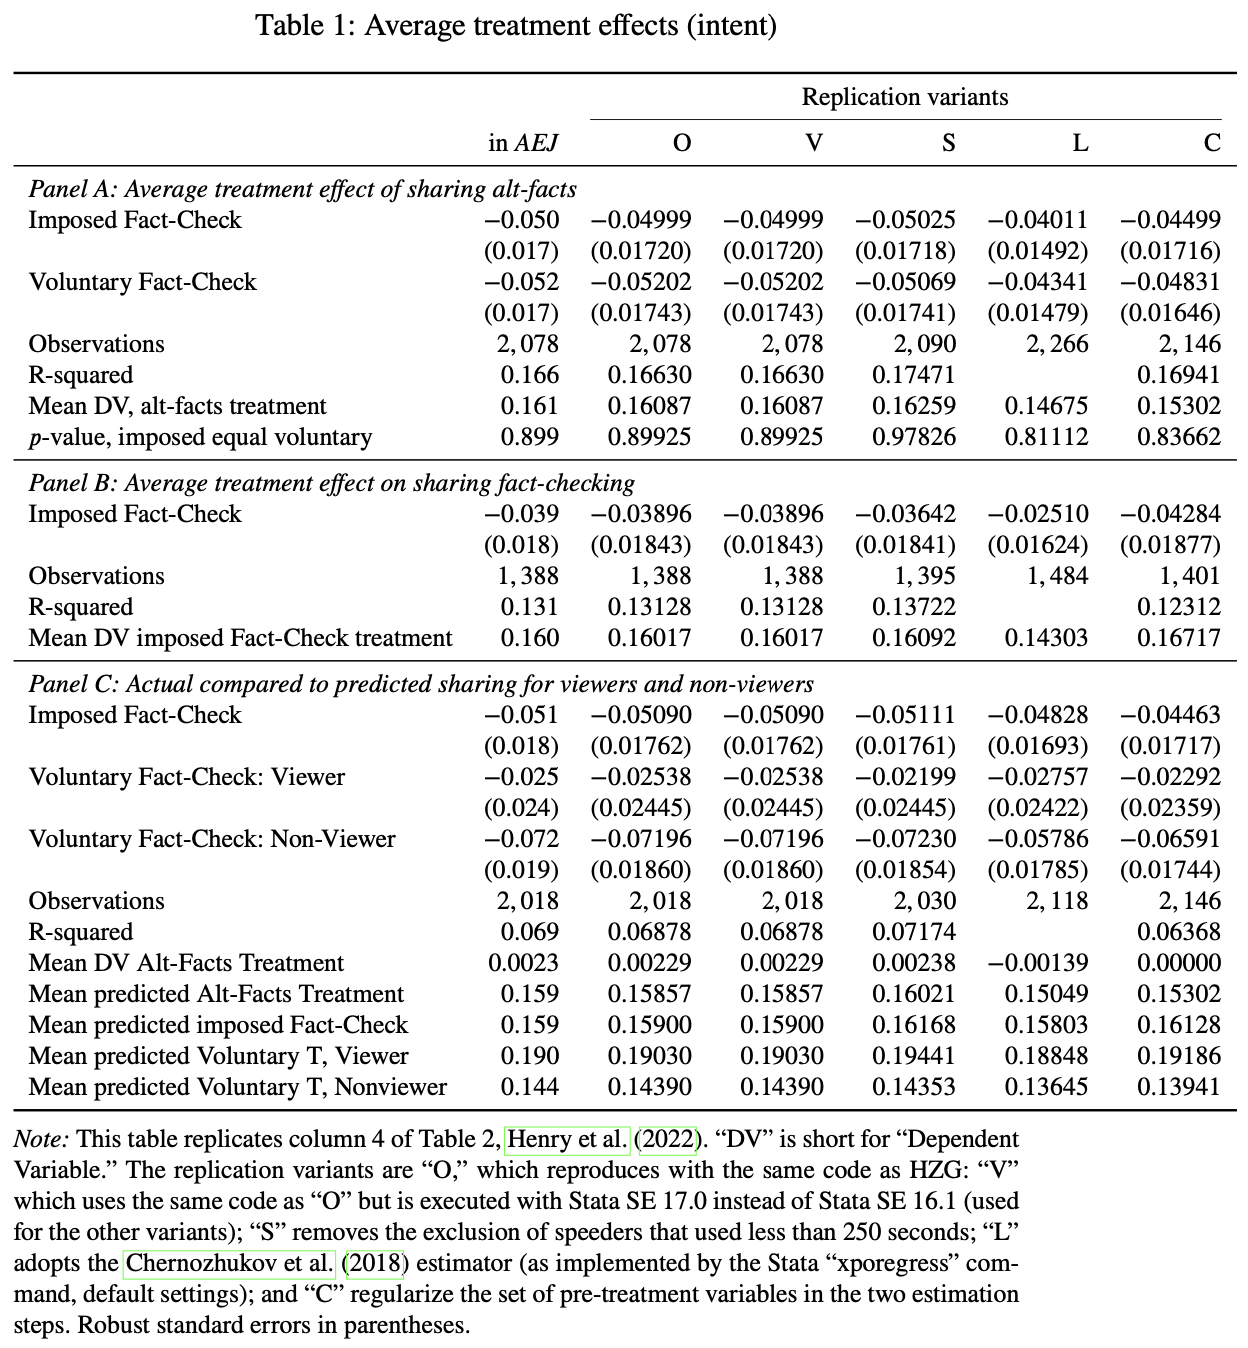 Table 1: Average treatment effects (intent)
Replication variants
in AEJ O V S L C
Panel A: Average treatment effect of sharing alt-facts
Imposed Fact-Check −0.050 −0.04999 −0.04999 −0.05025 −0.04011 −0.04499
(0.017) (0.01720) (0.01720) (0.01718) (0.01492) (0.01716)
Voluntary Fact-Check −0.052 −0.05202 −0.05202 −0.05069 −0.04341 −0.04831
(0.017) (0.01743) (0.01743) (0.01741) (0.01479) (0.01646)
Observations 2,078 2,078 2,078 2,090 2,266 2,146
R-squared 0.166 0.16630 0.16630 0.17471 0.16941
Mean DV, alt-facts treatment 0.161 0.16087 0.16087 0.16259 0.14675 0.15302
p-value, imposed equal voluntary 0.899 0.89925 0.89925 0.97826 0.81112 0.83662
Panel B: Average treatment effect on sharing fact-checking
Imposed Fact-Check −0.039 −0.03896 −0.03896 −0.03642 −0.02510 −0.04284
(0.018) (0.01843) (0.01843) (0.01841) (0.01624) (0.01877)
Observations 1,388 1,388 1,388 1,395 1,484 1,401
R-squared 0.131 0.13128 0.13128 0.13722 0.12312
Mean DV imposed Fact-Check treatment 0.160 0.16017 0.16017 0.16092 0.14303 0.16717
Panel C: Actual compared to predicted sharing for viewers and non-viewers
Imposed Fact-Check −0.051 −0.05090 −0.05090 −0.05111 −0.04828 −0.04463
(0.018) (0.01762) (0.01762) (0.01761) (0.01693) (0.01717)
Voluntary Fact-Check: Viewer −0.025 −0.02538 −0.02538 −0.02199 −0.02757 −0.02292
(0.024) (0.02445) (0.02445) (0.02445) (0.02422) (0.02359)
Voluntary Fact-Check: Non-Viewer −0.072 −0.07196 −0.07196 −0.07230 −0.05786 −0.06591
(0.019) (0.01860) (0.01860) (0.01854) (0.01785) (0.01744)
Observations 2,018 2,018 2,018 2,030 2,118 2,146
R-squared 0.069 0.06878 0.06878 0.07174 0.06368
Mean DV Alt-Facts Treatment 0.0023 0.00229 0.00229 0.00238 −0.00139 0.00000
Mean predicted Alt-Facts Treatment 0.159 0.15857 0.15857 0.16021 0.15049 0.15302
Mean predicted imposed Fact-Check 0.159 0.15900 0.15900 0.16168 0.15803 0.16128
Mean predicted Voluntary T, Viewer 0.190 0.19030 0.19030 0.19441 0.18848 0.19186
Mean predicted Voluntary T, Nonviewer 0.144 0.14390 0.14390 0.14353 0.13645 0.13941
Note: This table replicates column 4 of Table 2, Henry et al. (2022). “DV” is short for “Dependent
Variable.” The replication variants are “O,” which reproduces with the same code as HZG: “V”
which uses the same code as “O” but is executed with Stata SE 17.0 instead of Stata SE 16.1 (used
for the other variants); “S” removes the exclusion of speeders that used less than 250 seconds; “L”
adopts the Chernozhukov et al. (2018) estimator (as implemented by the Stata “xporegress” com-
mand, default settings); and “C” regularize the set of pre-treatment variables in the two estimation
steps. Robust standard errors in parentheses.